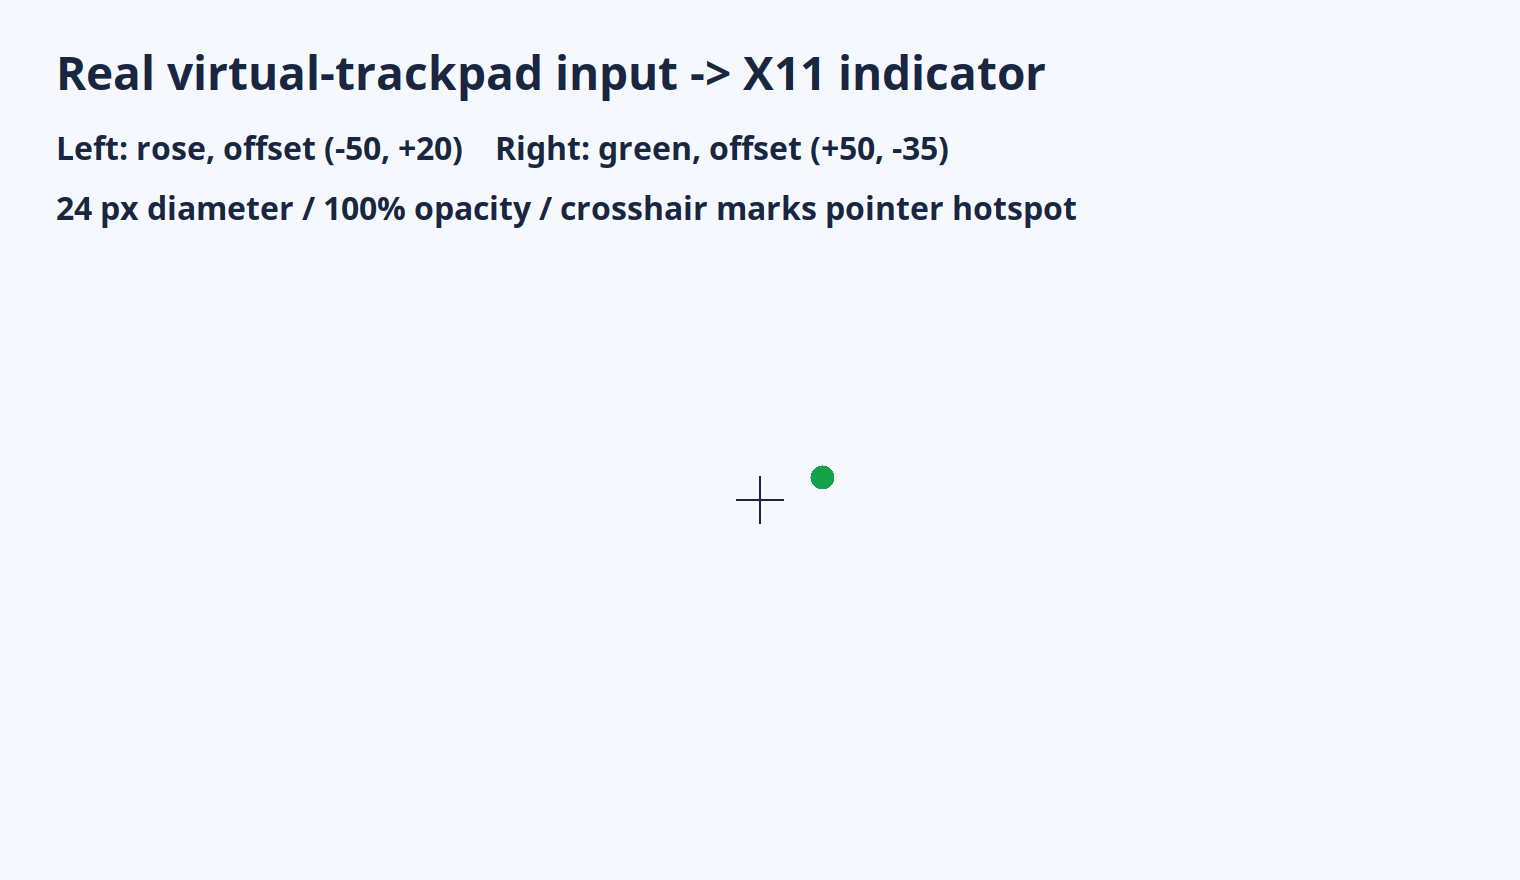 Real virtual-trackpad input -> X11 indicator
Left: rose, offset (-50, +20)    Right: green, offset (+50, -35)
24 px diameter / 100% opacity / crosshair marks pointer hotspot